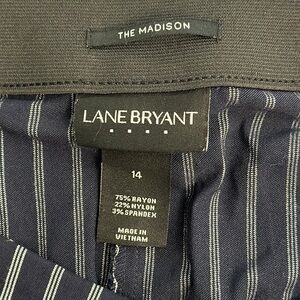 THE MADISON
LANE BRYANT
14
75% RAYON
22% NYLON
3% SPANDEX
MADE IN
VIETNAM